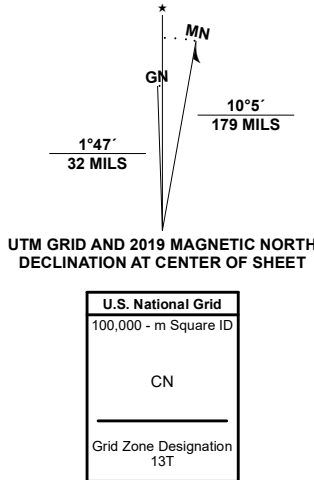 ★
MN
GN
1°47´
32 MILS
10°5´
179 MILS
UTM GRID AND 2019 MAGNETIC NORTH
DECLINATION AT CENTER OF SHEET
U.S. National Grid
100,000 - m Square ID
CN
Grid Zone Designation
13T